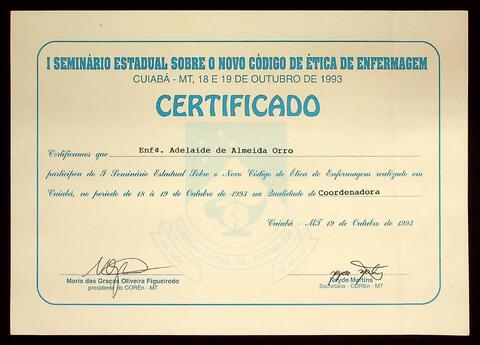 I SEMINÁRIO ESTADUAL SOBRE O NOVO CÓDIGO DE ÉTICA DE ENFERMAGEM
CUIABÁ - MT, 18 E 19 DE OUTUBRO DE 1993
CERTIFICADO
Certificamos que Enfª. Adelaide de Almeida Orro
participou do I Seminário Estadual Sobre o Novo Código de Ética de Enfermagem realizado em
Cuiabá, no período de 18 à 19 de Outubro de 1993 na Qualidade de Coordenadora
Cuiabá - MT 19 de Outubro de 1993
Maria das Graças Oliveira Figueiredo
presidente do COREn - MT
Neyde Martins
Secretária - COREn - MT